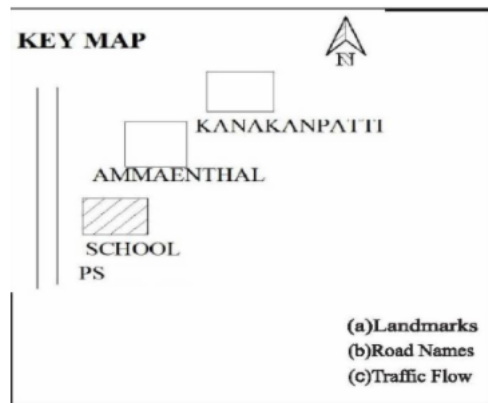 KEY MAP
N
KANAKANPATTI
AMMAENTHAL
SCHOOL
PS
(a)Landmarks
(b)Road Names
(c)Traffic Flow